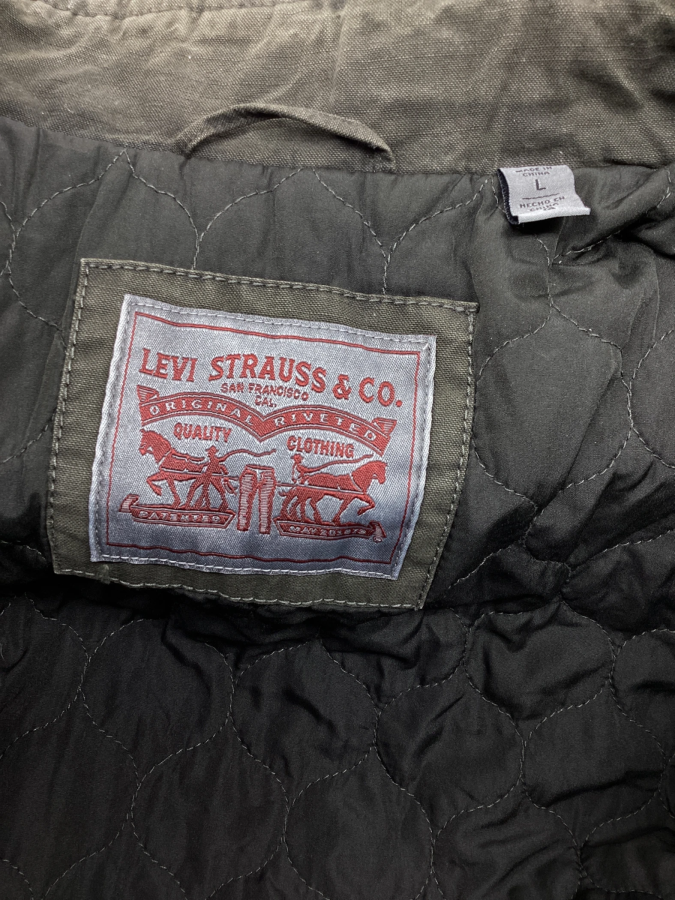 MADE IN
CHINA
L
HECHO EN
CHINA
LEVI STRAUSS & CO.
SAN FRANCISCO
CAL.
ORIGINAL RIVETED
QUALITY CLOTHING